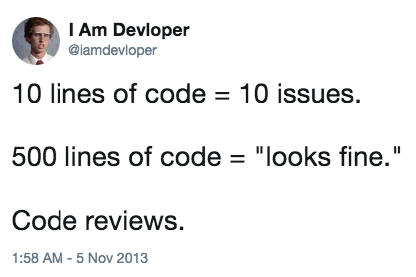 I Am Devloper
@iamdevloper
10 lines of code = 10 issues.
500 lines of code = "looks fine."
Code reviews.
1:58 AM - 5 Nov 2013